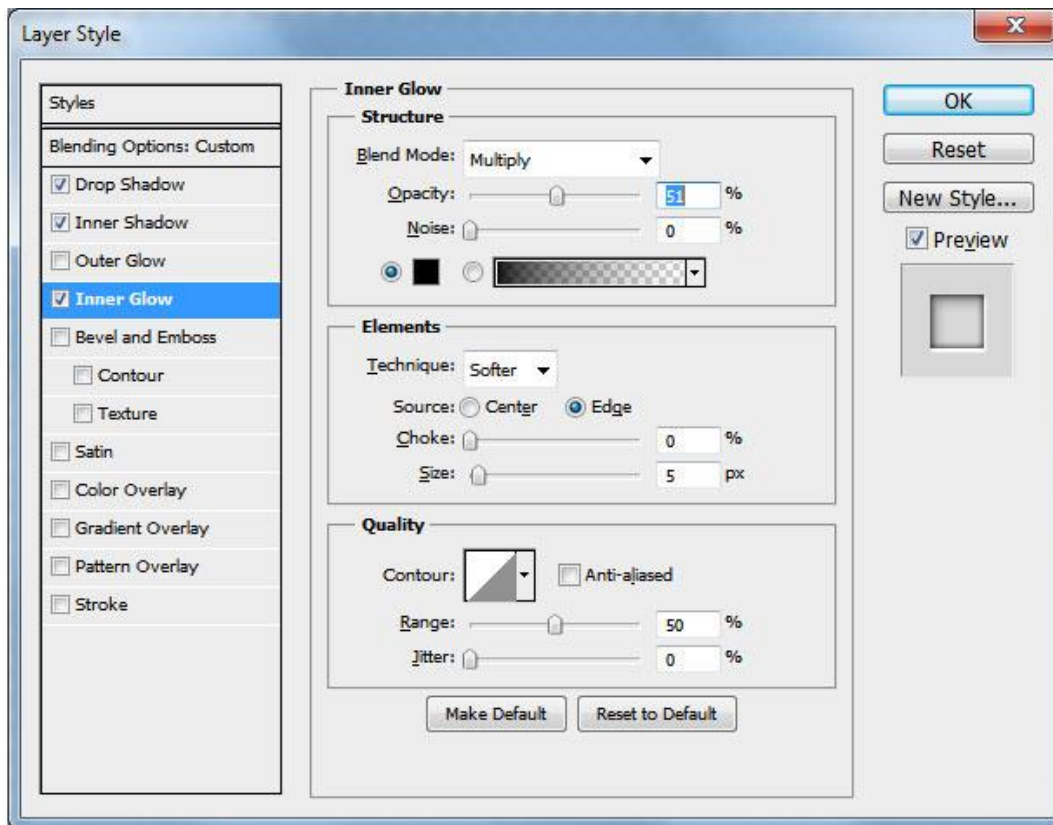 Layer Style
X
Styles
Blending Options: Custom
Drop Shadow
Inner Shadow
Outer Glow
Inner Glow
Bevel and Emboss
Contour
Texture
Satin
Color Overlay
Gradient Overlay
Pattern Overlay
Stroke
Inner Glow
Structure
Blend Mode: Multiply
Opacity: 51 %
Noise: 0 %
Elements
Technique: Softer
Source: Center Edge
Choke: 0 %
Size: 5 px
Quality
Contour: Anti-aliased
Range: 50 %
Jitter: 0 %
Make Default Reset to Default
OK
Reset
New Style...
Preview